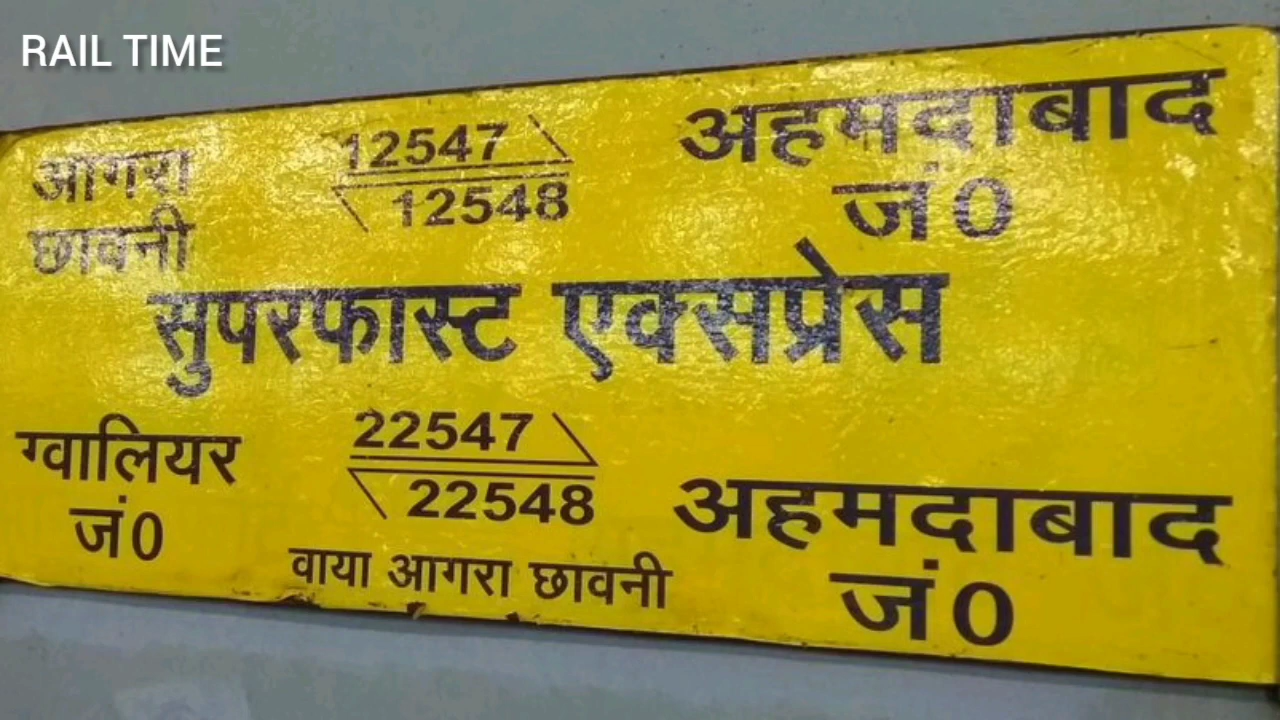 RAIL TIME
आगरा छावनी
12547
12548
अहमदाबाद जं0
सुपरफास्ट एक्सप्रेस
ग्वालियर जं0
22547
22548
अहमदाबाद जं0
वाया आगरा छावनी